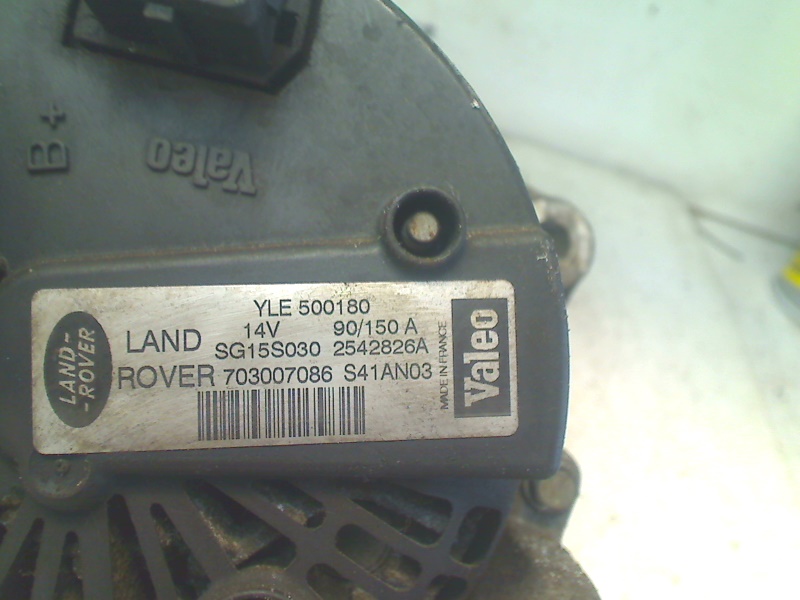 B+
Valeo
LAND-
-ROVER
LAND
ROVER
YLE 500180
14V 90/150 A
SG15S030 2542826A
703007086 S41AN03
MADE IN FRANCE
Valeo